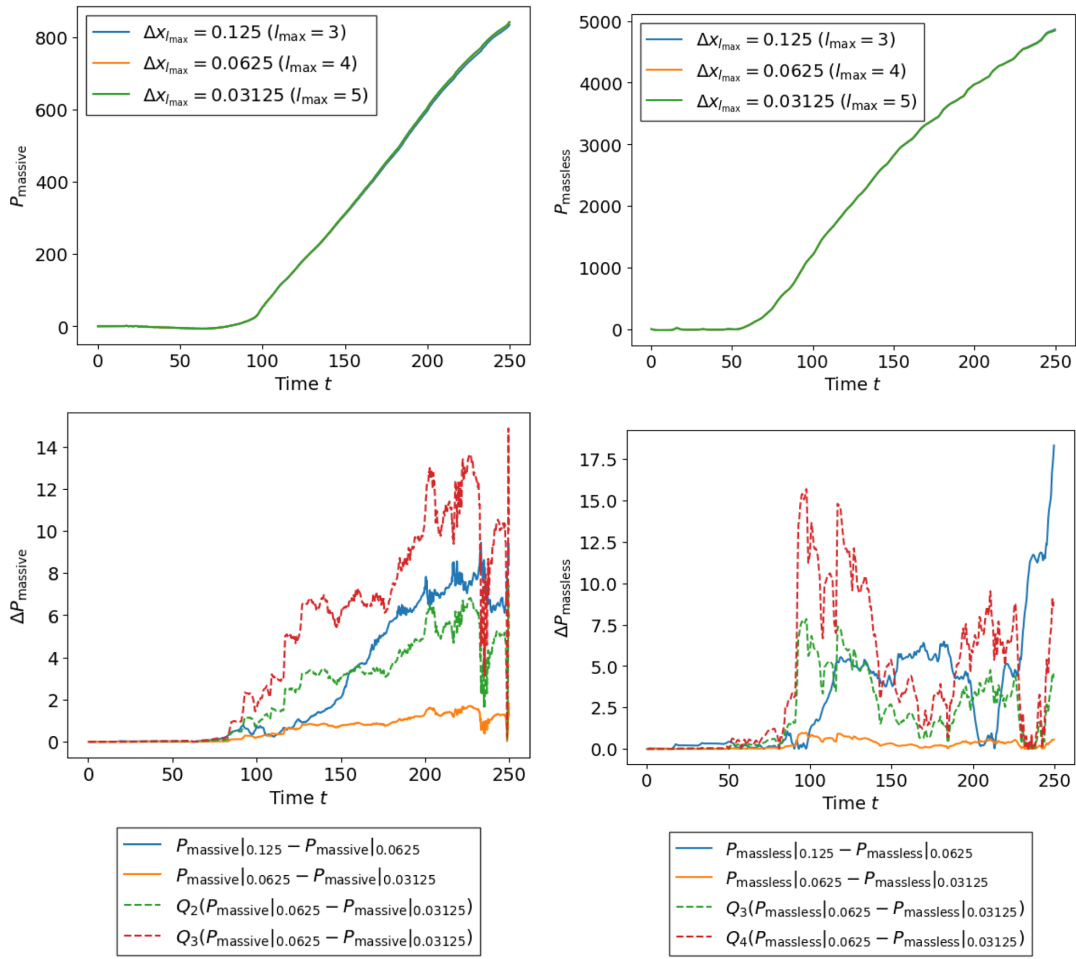 Δx_{l_max} = 0.125 (l_max = 3)
Δx_{l_max} = 0.0625 (l_max = 4)
Δx_{l_max} = 0.03125 (l_max = 5)
800
600
400
200
0
P_massive
0 50 100 150 200 250
Time t
Δx_{l_max} = 0.125 (l_max = 3)
Δx_{l_max} = 0.0625 (l_max = 4)
Δx_{l_max} = 0.03125 (l_max = 5)
5000
4000
3000
2000
1000
0
P_massless
0 50 100 150 200 250
Time t
14
12
10
8
6
4
2
0
ΔP_massive
0 50 100 150 200 250
Time t
17.5
15.0
12.5
10.0
7.5
5.0
2.5
0.0
ΔP_massless
0 50 100 150 200 250
Time t
P_massive|_0.125 − P_massive|_0.0625
P_massive|_0.0625 − P_massive|_0.03125
Q_2(P_massive|_0.0625 − P_massive|_0.03125)
Q_3(P_massive|_0.0625 − P_massive|_0.03125)
P_massless|_0.125 − P_massless|_0.0625
P_massless|_0.0625 − P_massless|_0.03125
Q_3(P_massless|_0.0625 − P_massless|_0.03125)
Q_4(P_massless|_0.0625 − P_massless|_0.03125)